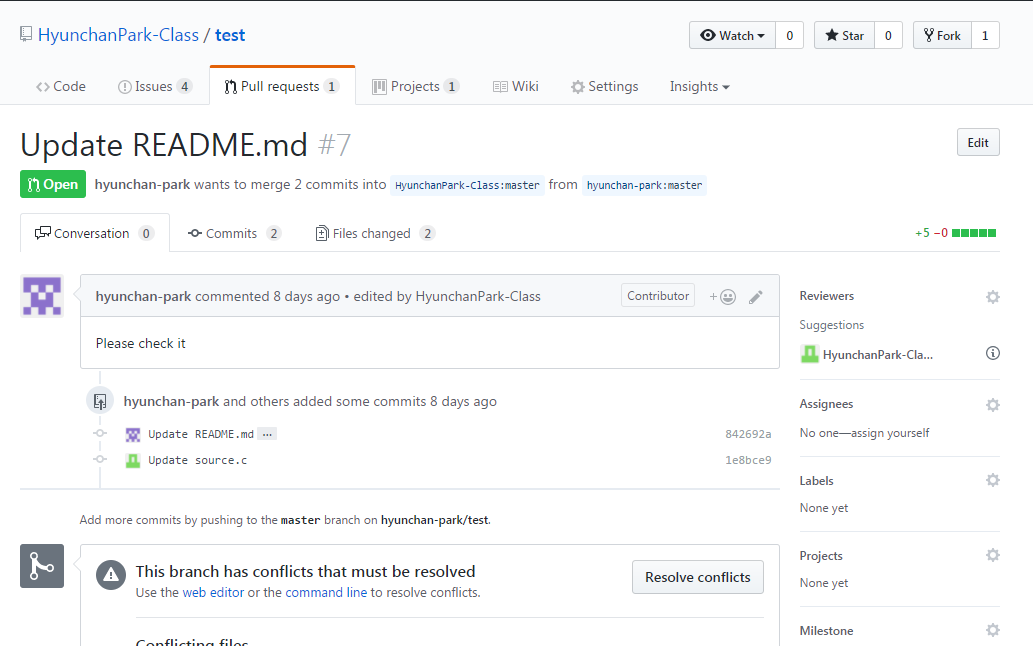 HyunchanPark-Class / test
Watch 0 Star 0 Fork 1
Code Issues 4 Pull requests 1 Projects 1 Wiki Settings Insights
Update README.md #7
Edit
Open hyunchan-park wants to merge 2 commits into HyunchanPark-Class:master from hyunchan-park:master
Conversation 0 Commits 2 Files changed 2 +5 −0
hyunchan-park commented 8 days ago • edited by HyunchanPark-Class Contributor +
Please check it
hyunchan-park and others added some commits 8 days ago
Update README.md … 842692a
Update source.c 1e8bce9
Add more commits by pushing to the master branch on hyunchan-park/test.
This branch has conflicts that must be resolved
Use the web editor or the command line to resolve conflicts.
Resolve conflicts
Conflicting files
Reviewers
Suggestions
HyunchanPark-Cla...
Assignees
No one—assign yourself
Labels
None yet
Projects
None yet
Milestone